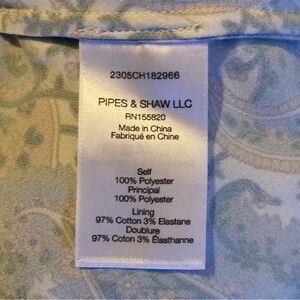 2305CH182966
PIPES & SHAW LLC
RN155820
Made in China
Fabriqué en Chine
Self
100% Polyester
Principal
100% Polyester
Lining
97% Cotton 3% Elastane
Doublure
97% Coton 3% Élasthanne